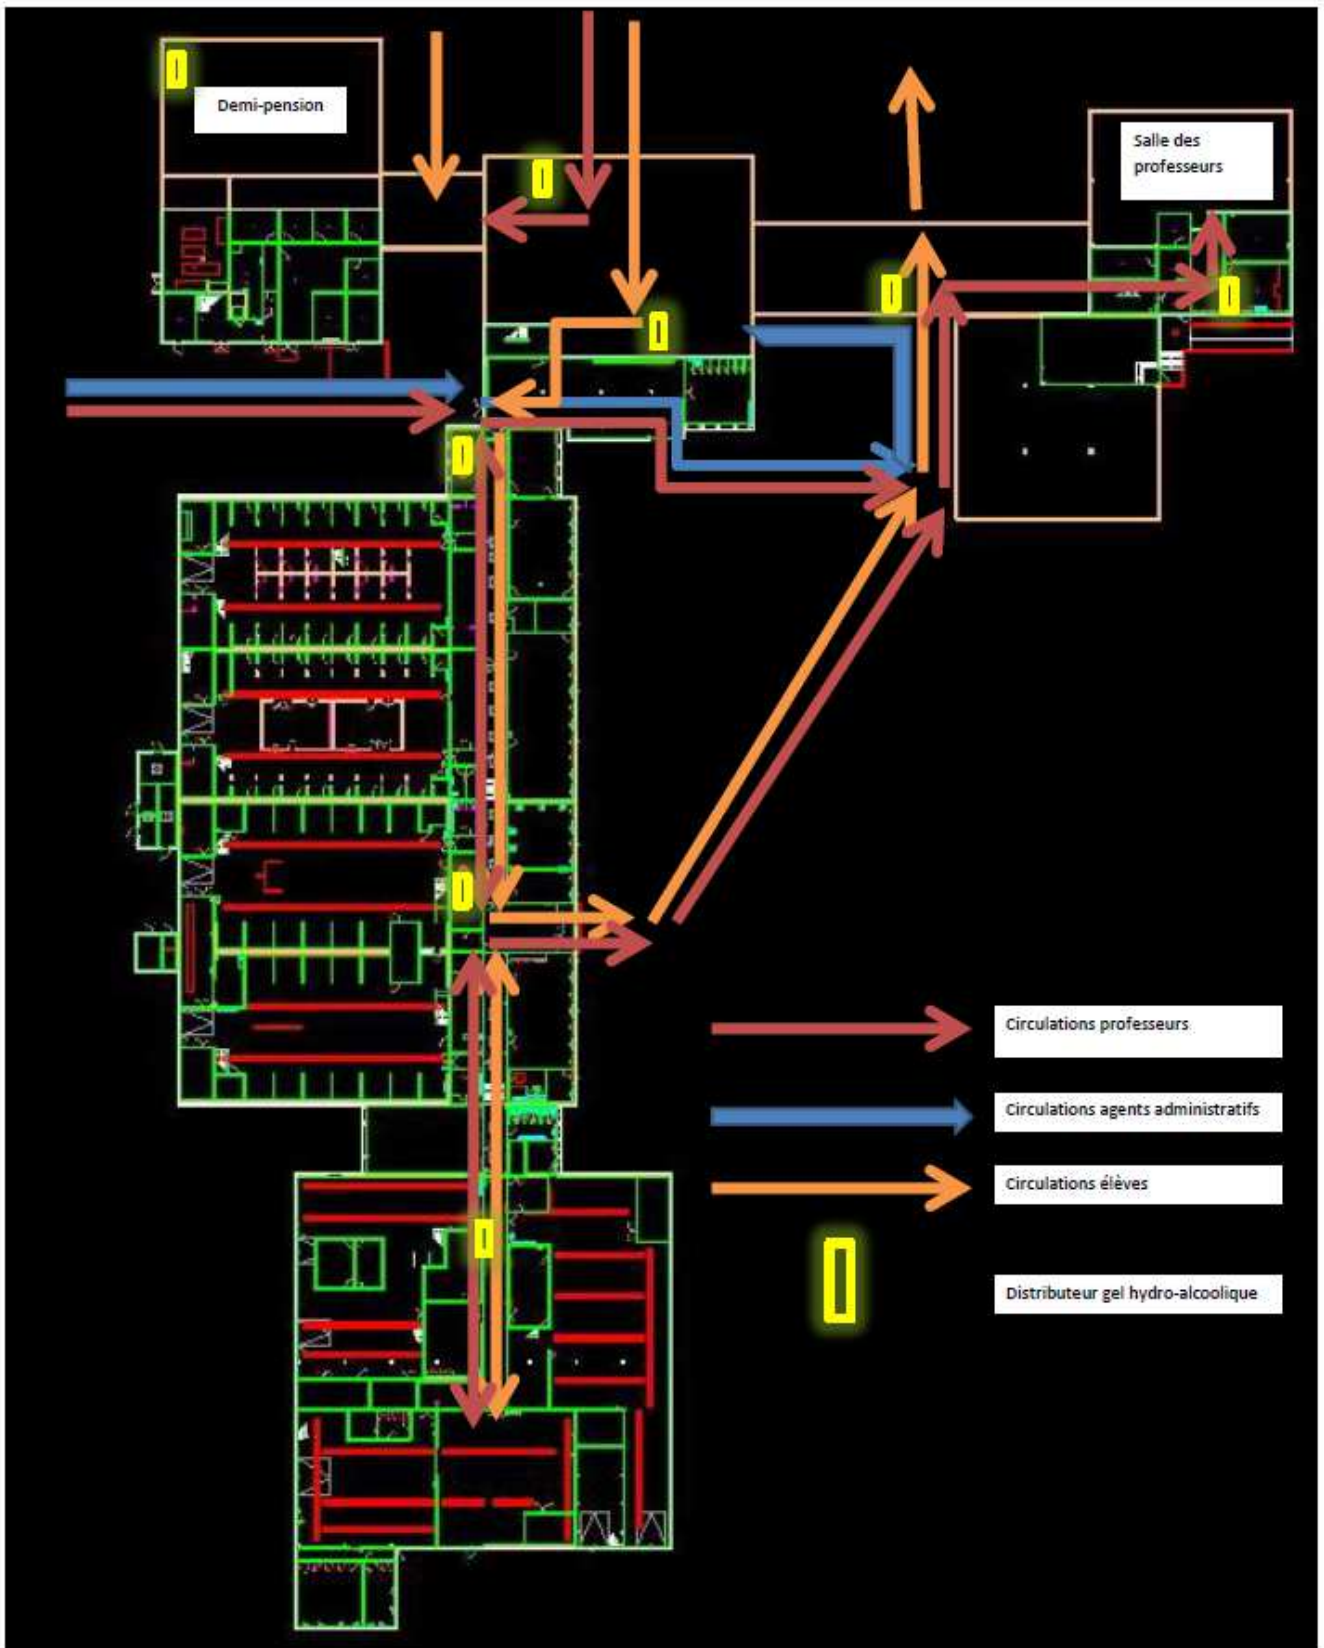 Demi-pension
Salle des
professeurs
Circulations professeurs
Circulations agents administratifs
Circulations élèves
Distributeur gel hydro-alcoolique